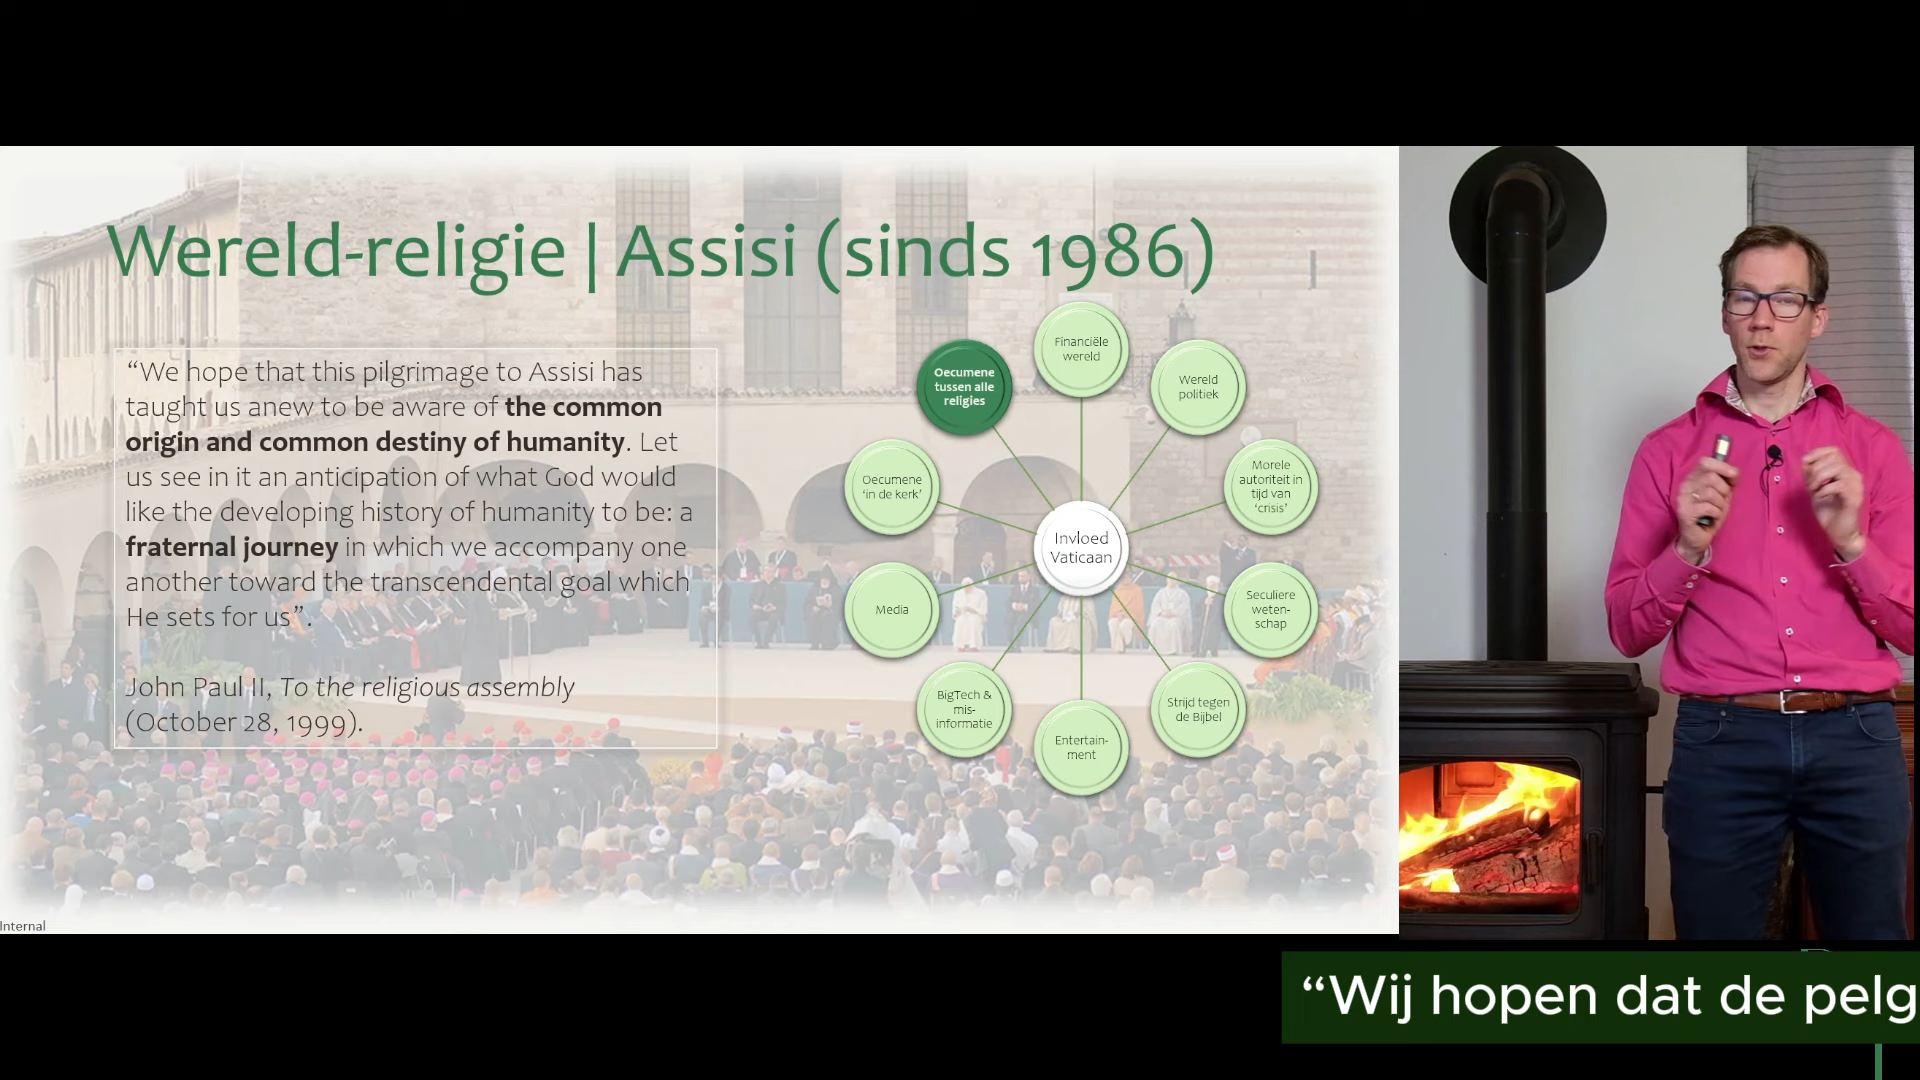 Wereld-religie | Assisi (sinds 1986)
“We hope that this pilgrimage to Assisi has
taught us anew to be aware of the common
origin and common destiny of humanity. Let
us see in it an anticipation of what God would
like the developing history of humanity to be: a
fraternal journey in which we accompany one
another toward the transcendental goal which
He sets for us”.
John Paul II, To the religious assembly
(October 28, 1999).
Financiële
wereld
Wereld
politiek
Morele
autoriteit in
tijd van
‘crisis’
Seculiere
weten-
schap
Strijd tegen
de Bijbel
Entertain-
ment
BigTech &
mis-
informatie
Media
Oecumene
‘in de kerk’
Oecumene
tussen alle
religies
Invloed
Vaticaan
Internal
“Wij hopen dat de pelg